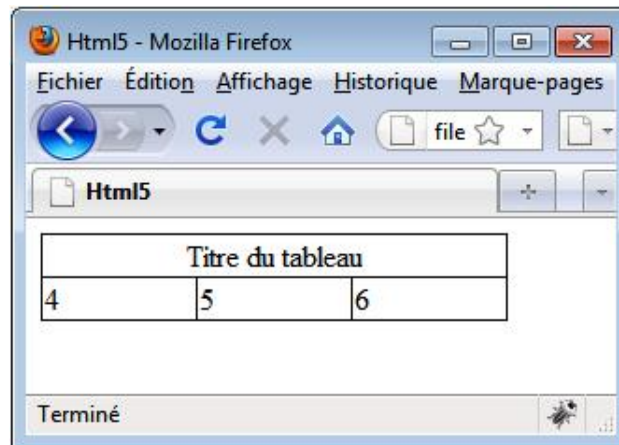 Html5 - Mozilla Firefox
Fichier Édition Affichage Historique Marque-pages
file
Html5
Titre du tableau
4 5 6
Terminé